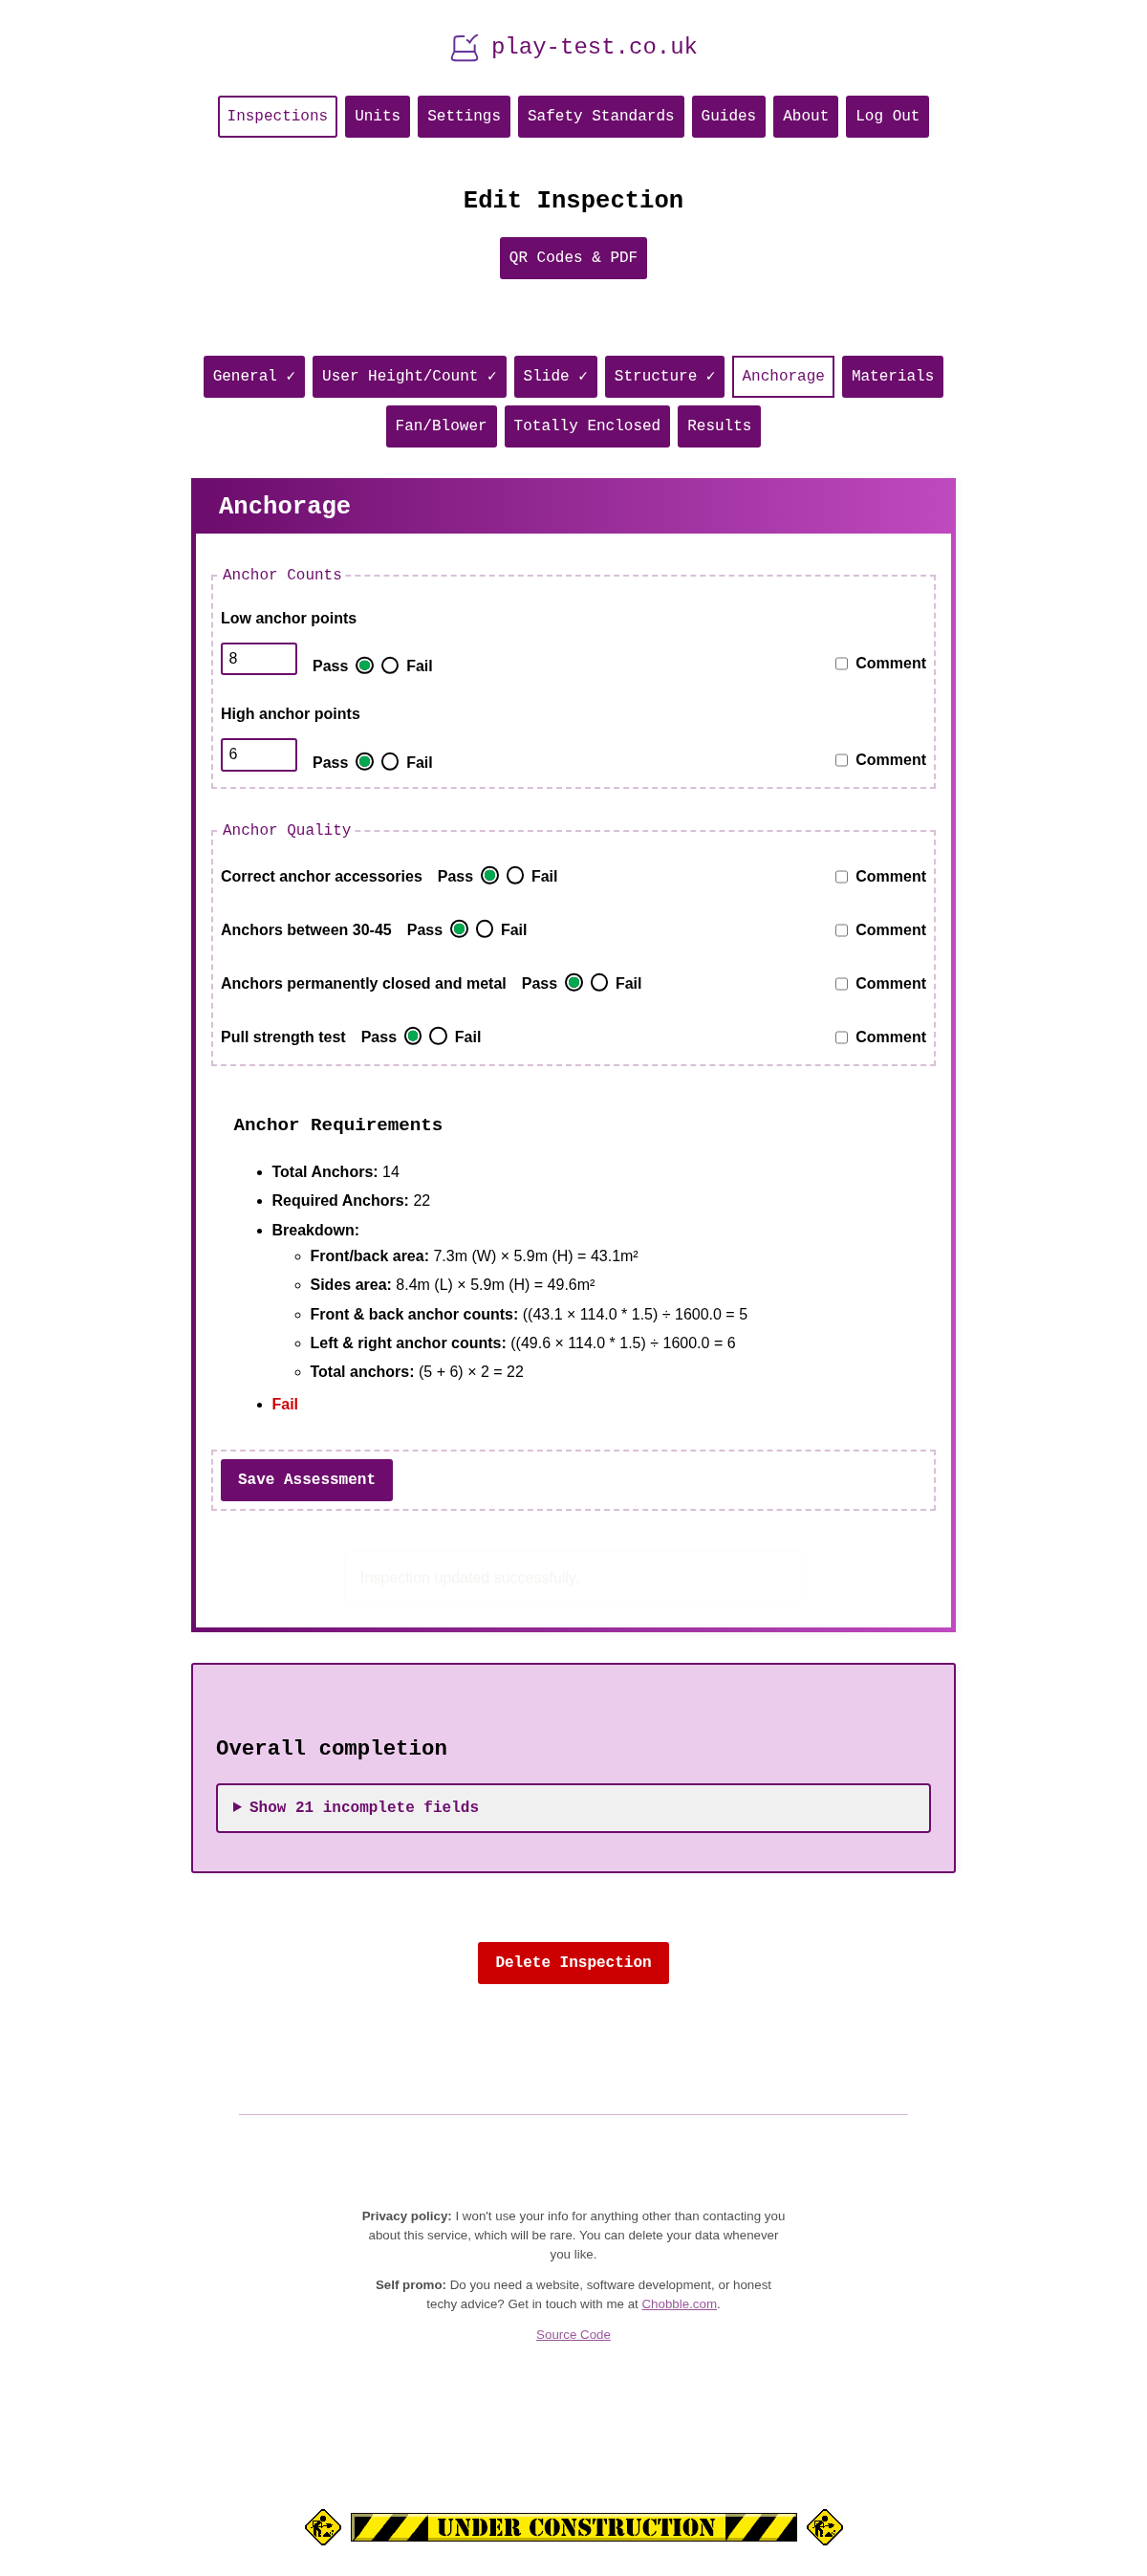 play-test.co.uk
Inspections Units Settings Safety Standards Guides About Log Out
Edit Inspection
QR Codes & PDF
General ✓ User Height/Count ✓ Slide ✓ Structure ✓ Anchorage Materials
Fan/Blower Totally Enclosed Results
Anchorage
Anchor Counts
Low anchor points
8 Pass Fail Comment
High anchor points
6 Pass Fail Comment
Anchor Quality
Correct anchor accessories Pass Fail Comment
Anchors between 30-45 Pass Fail Comment
Anchors permanently closed and metal Pass Fail Comment
Pull strength test Pass Fail Comment
Anchor Requirements
• Total Anchors: 14
• Required Anchors: 22
• Breakdown:
◦ Front/back area: 7.3m (W) × 5.9m (H) = 43.1m²
◦ Sides area: 8.4m (L) × 5.9m (H) = 49.6m²
◦ Front & back anchor counts: ((43.1 × 114.0 * 1.5) ÷ 1600.0 = 5
◦ Left & right anchor counts: ((49.6 × 114.0 * 1.5) ÷ 1600.0 = 6
◦ Total anchors: (5 + 6) × 2 = 22
• Fail
Save Assessment
Inspection updated successfully.
Overall completion
▶ Show 21 incomplete fields
Delete Inspection
Privacy policy: I won't use your info for anything other than contacting you
about this service, which will be rare. You can delete your data whenever
you like.
Self promo: Do you need a website, software development, or honest
techy advice? Get in touch with me at Chobble.com.
Source Code
UNDER CONSTRUCTION